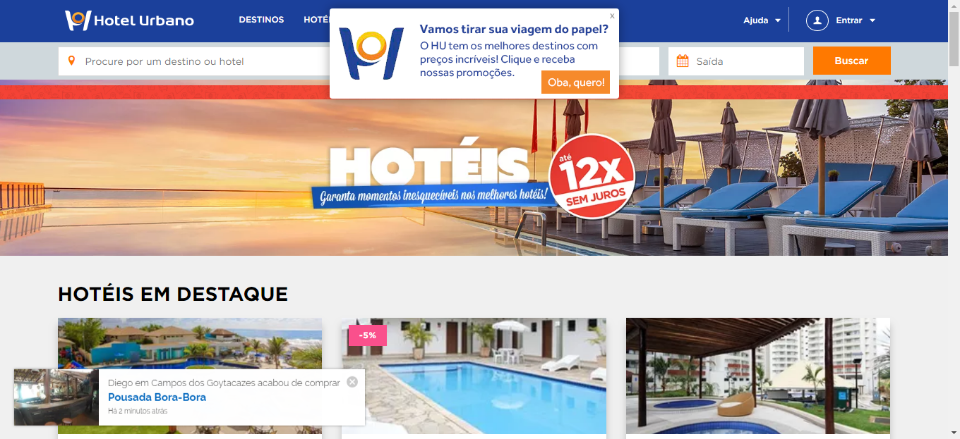 Hotel Urbano
DESTINOS
HOTÉ
Ajuda
Entrar
x
Vamos tirar sua viagem do papel?
O HU tem os melhores destinos com
preços incríveis! Clique e receba
nossas promoções.
Oba, quero!
Procure por um destino ou hotel
Saída
Buscar
HOTÉIS
Garanta momentos inesquecíveis nos melhores hotéis!
até
12x
SEM JUROS
HOTÉIS EM DESTAQUE
-5%
Diego em Campos dos Goytacazes acabou de comprar
Pousada Bora-Bora
Há 2 minutos atrás